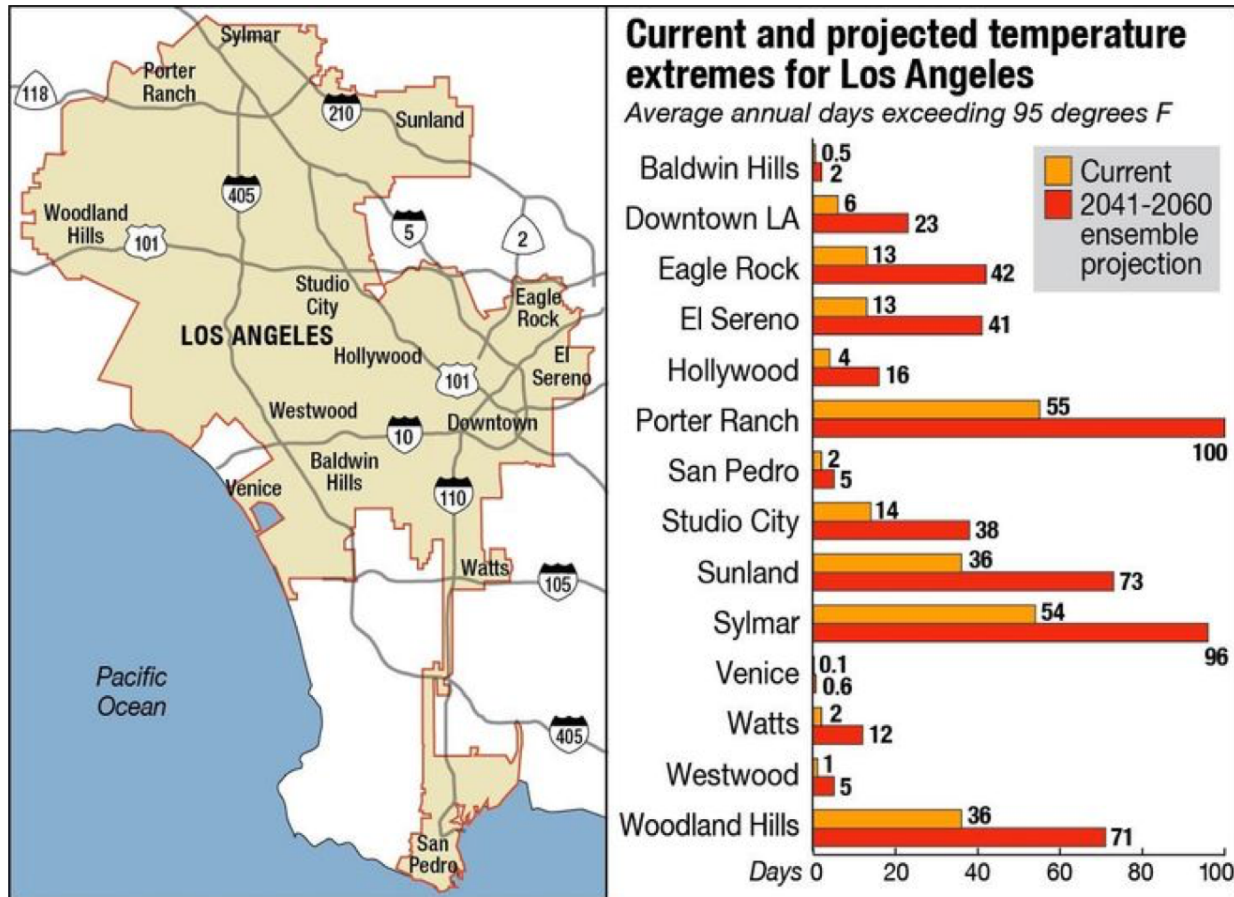 Sylmar
Porter
Ranch
118
210
Sunland
405
Woodland
Hills
101
5
2
Studio
City
Eagle
Rock
LOS ANGELES
Hollywood
El
Sereno
101
Westwood
Downtown
10
Baldwin
Hills
Venice
110
Watts
105
Pacific
Ocean
405
San
Pedro
Current and projected temperature
extremes for Los Angeles
Average annual days exceeding 95 degrees F
Current
2041-2060
ensemble
projection
Baldwin Hills 0.5
2
Downtown LA 6
23
Eagle Rock 13
42
El Sereno 13
41
Hollywood 4
16
Porter Ranch 55
100
San Pedro 2
5
Studio City 14
38
Sunland 36
73
Sylmar 54
96
Venice 0.1
0.6
Watts 2
12
Westwood 1
5
Woodland Hills 36
71
Days 0 20 40 60 80 100